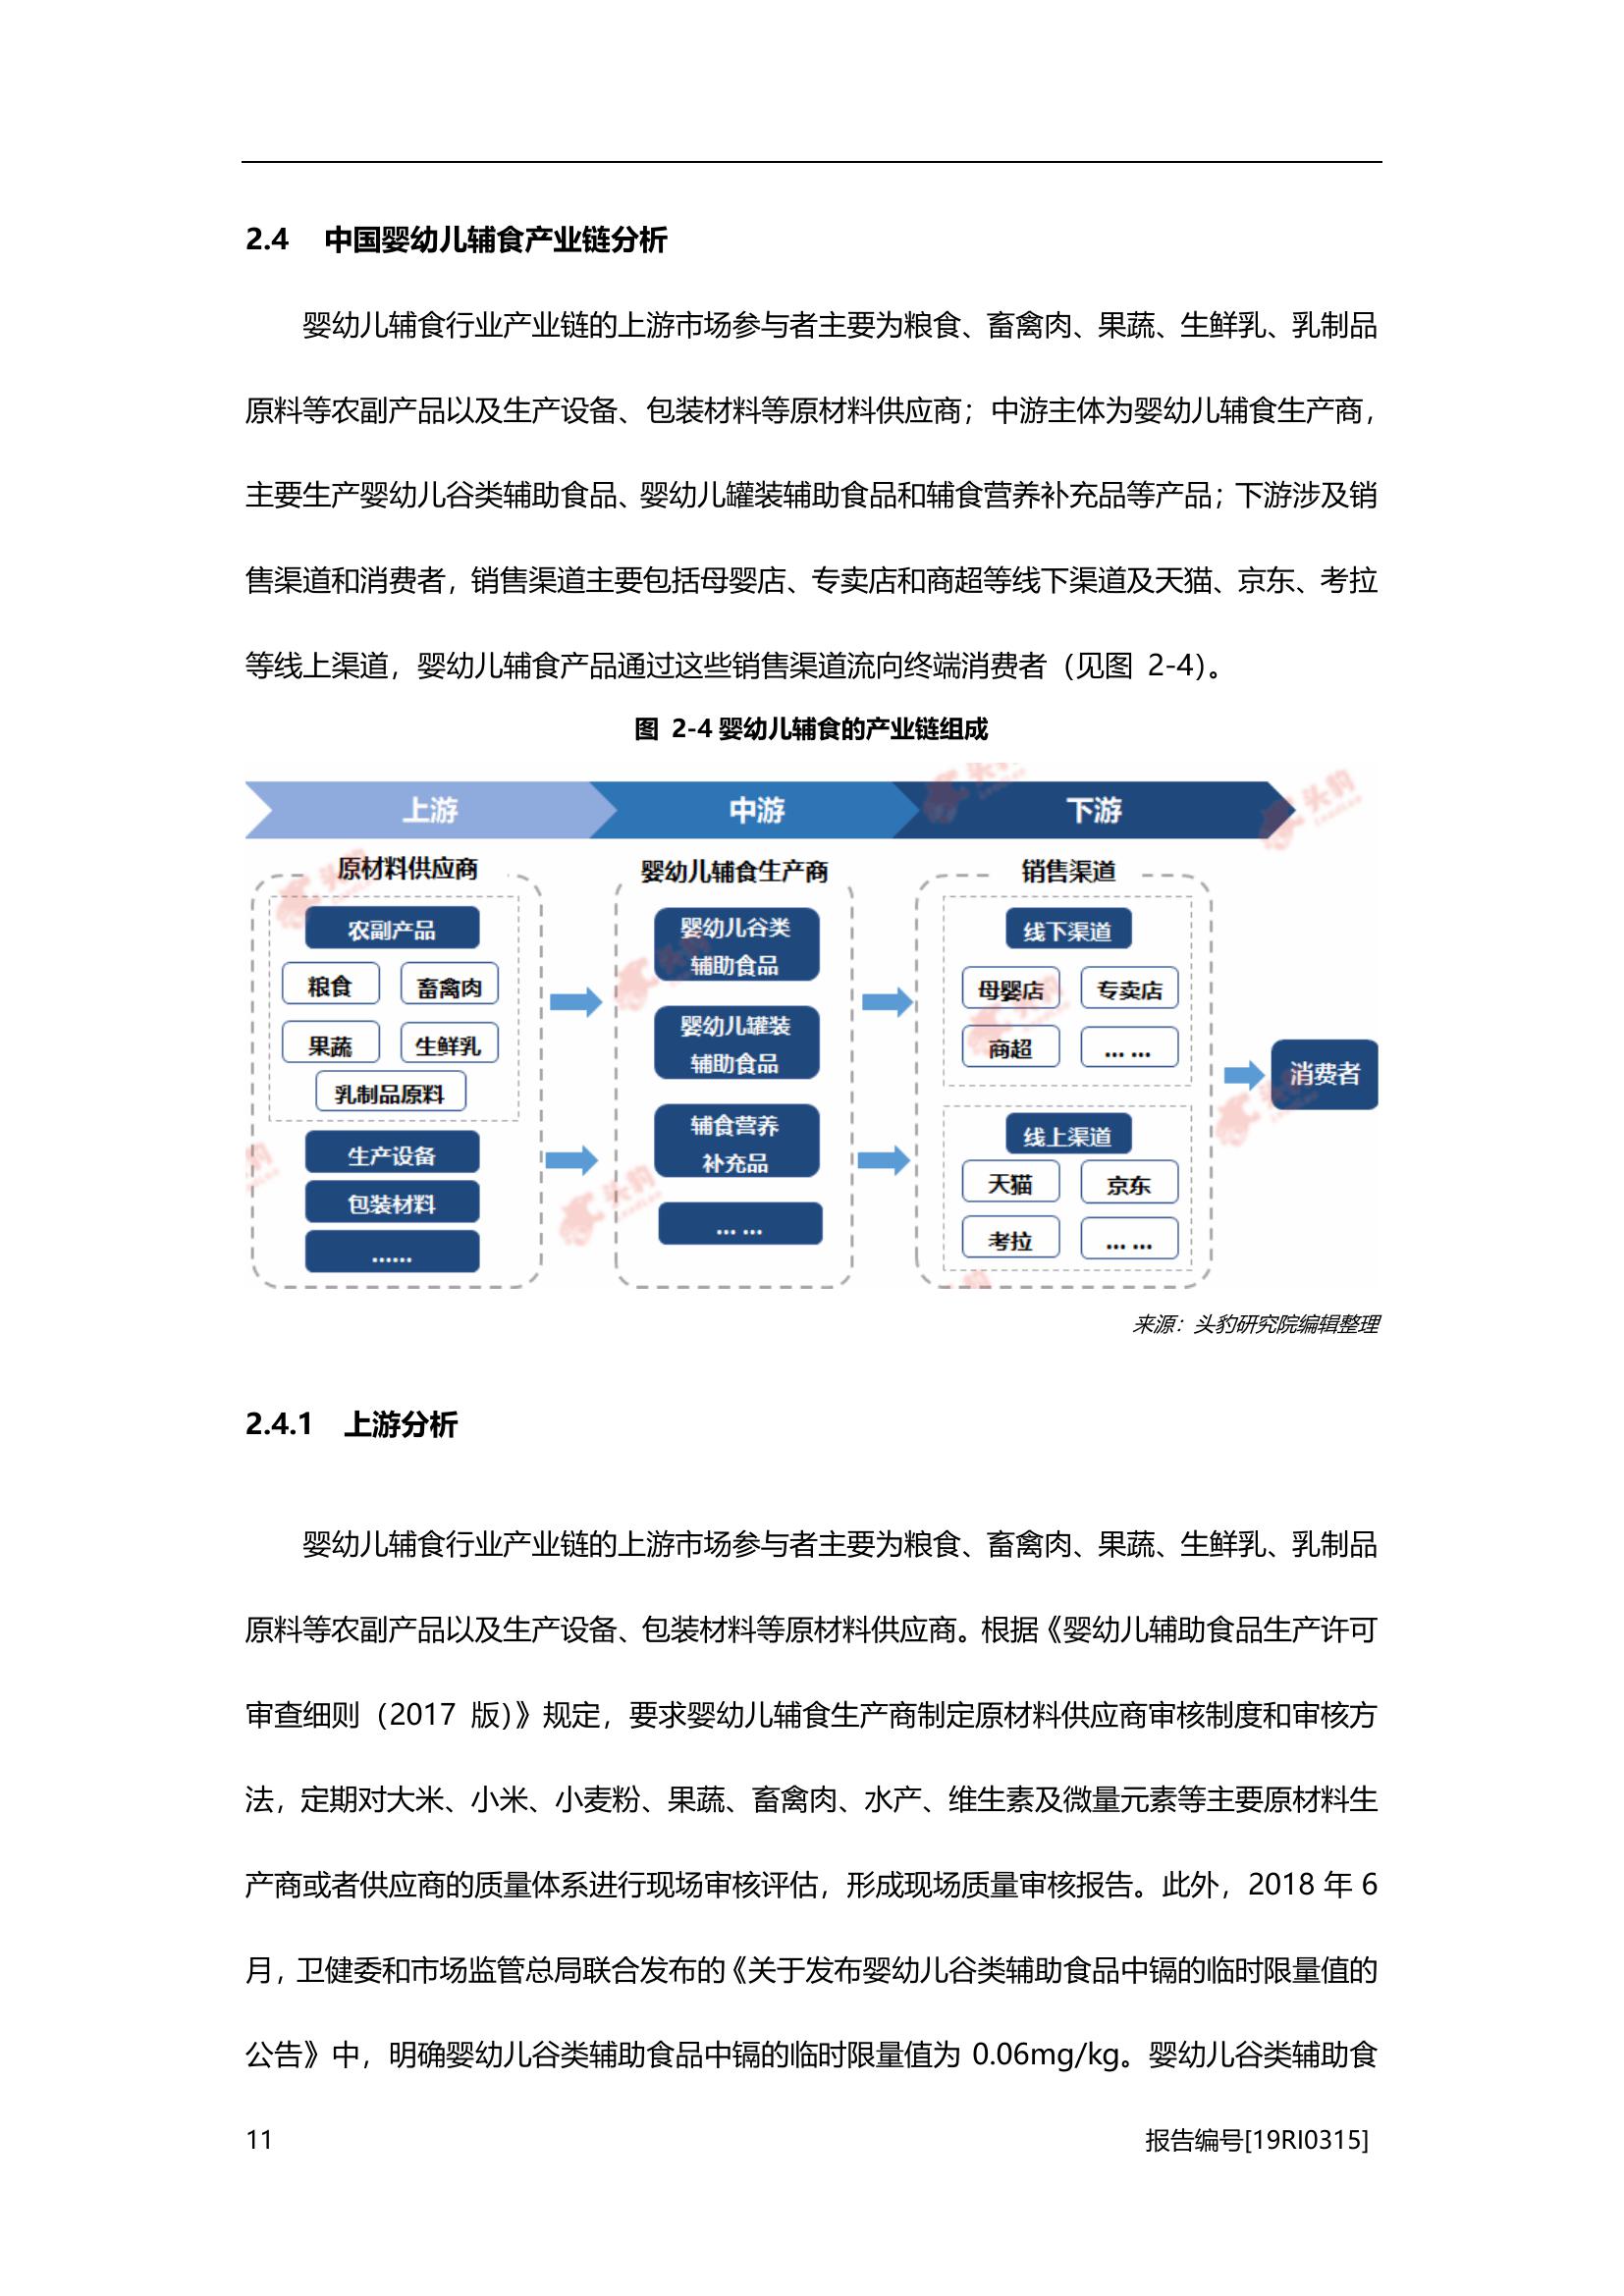 2.4 中国婴幼儿辅食产业链分析
婴幼儿辅食行业产业链的上游市场参与者主要为粮食、畜禽肉、果蔬、生鲜乳、乳制品
原料等农副产品以及生产设备、包装材料等原材料供应商；中游主体为婴幼儿辅食生产商，
主要生产婴幼儿谷类辅助食品、婴幼儿罐装辅助食品和辅食营养补充品等产品；下游涉及销
售渠道和消费者，销售渠道主要包括母婴店、专卖店和商超等线下渠道及天猫、京东、考拉
等线上渠道，婴幼儿辅食产品通过这些销售渠道流向终端消费者（见图 2-4）。
图 2-4 婴幼儿辅食的产业链组成
上游
中游
下游
原材料供应商
农副产品
粮食
畜禽肉
果蔬
生鲜乳
乳制品原料
生产设备
包装材料
......
婴幼儿辅食生产商
婴幼儿谷类
辅助食品
婴幼儿罐装
辅助食品
辅食营养
补充品
... ...
销售渠道
线下渠道
母婴店
专卖店
商超
... ...
线上渠道
天猫
京东
考拉
... ...
消费者
头豹
来源：头豹研究院编辑整理
2.4.1 上游分析
婴幼儿辅食行业产业链的上游市场参与者主要为粮食、畜禽肉、果蔬、生鲜乳、乳制品
原料等农副产品以及生产设备、包装材料等原材料供应商。根据《婴幼儿辅助食品生产许可
审查细则（2017 版）》规定，要求婴幼儿辅食生产商制定原材料供应商审核制度和审核方
法，定期对大米、小米、小麦粉、果蔬、畜禽肉、水产、维生素及微量元素等主要原材料生
产商或者供应商的质量体系进行现场审核评估，形成现场质量审核报告。此外，2018 年 6
月，卫健委和市场监管总局联合发布的《关于发布婴幼儿谷类辅助食品中镉的临时限量值的
公告》中，明确婴幼儿谷类辅助食品中镉的临时限量值为 0.06mg/kg。婴幼儿谷类辅助食
11
报告编号[19RI0315]